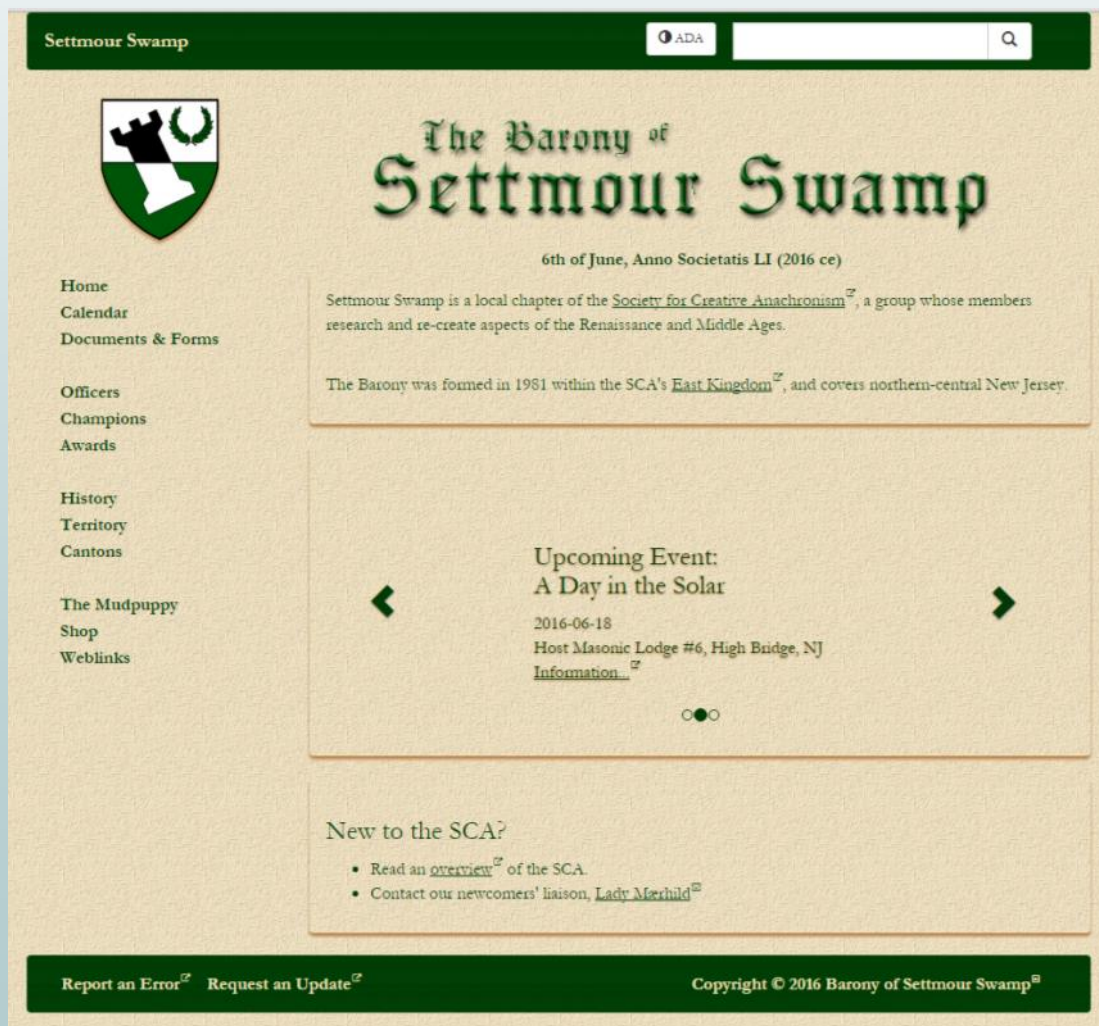 Settmour Swamp
ADA
The Barony of
Settmour Swamp
6th of June, Anno Societatis LI (2016 ce)
Home
Calendar
Documents & Forms
Officers
Champions
Awards
History
Territory
Cantons
The Mudpuppy
Shop
Weblinks
Settmour Swamp is a local chapter of the Society for Creative Anachronism, a group whose members
research and re-create aspects of the Renaissance and Middle Ages.
The Barony was formed in 1981 within the SCA's East Kingdom, and covers northern-central New Jersey.
Upcoming Event:
A Day in the Solar
2016-06-18
Host Masonic Lodge #6, High Bridge, NJ
Information...
New to the SCA?
• Read an overview of the SCA.
• Contact our newcomers' liaison, Lady Mærhild
Report an Error Request an Update
Copyright © 2016 Barony of Settmour Swamp